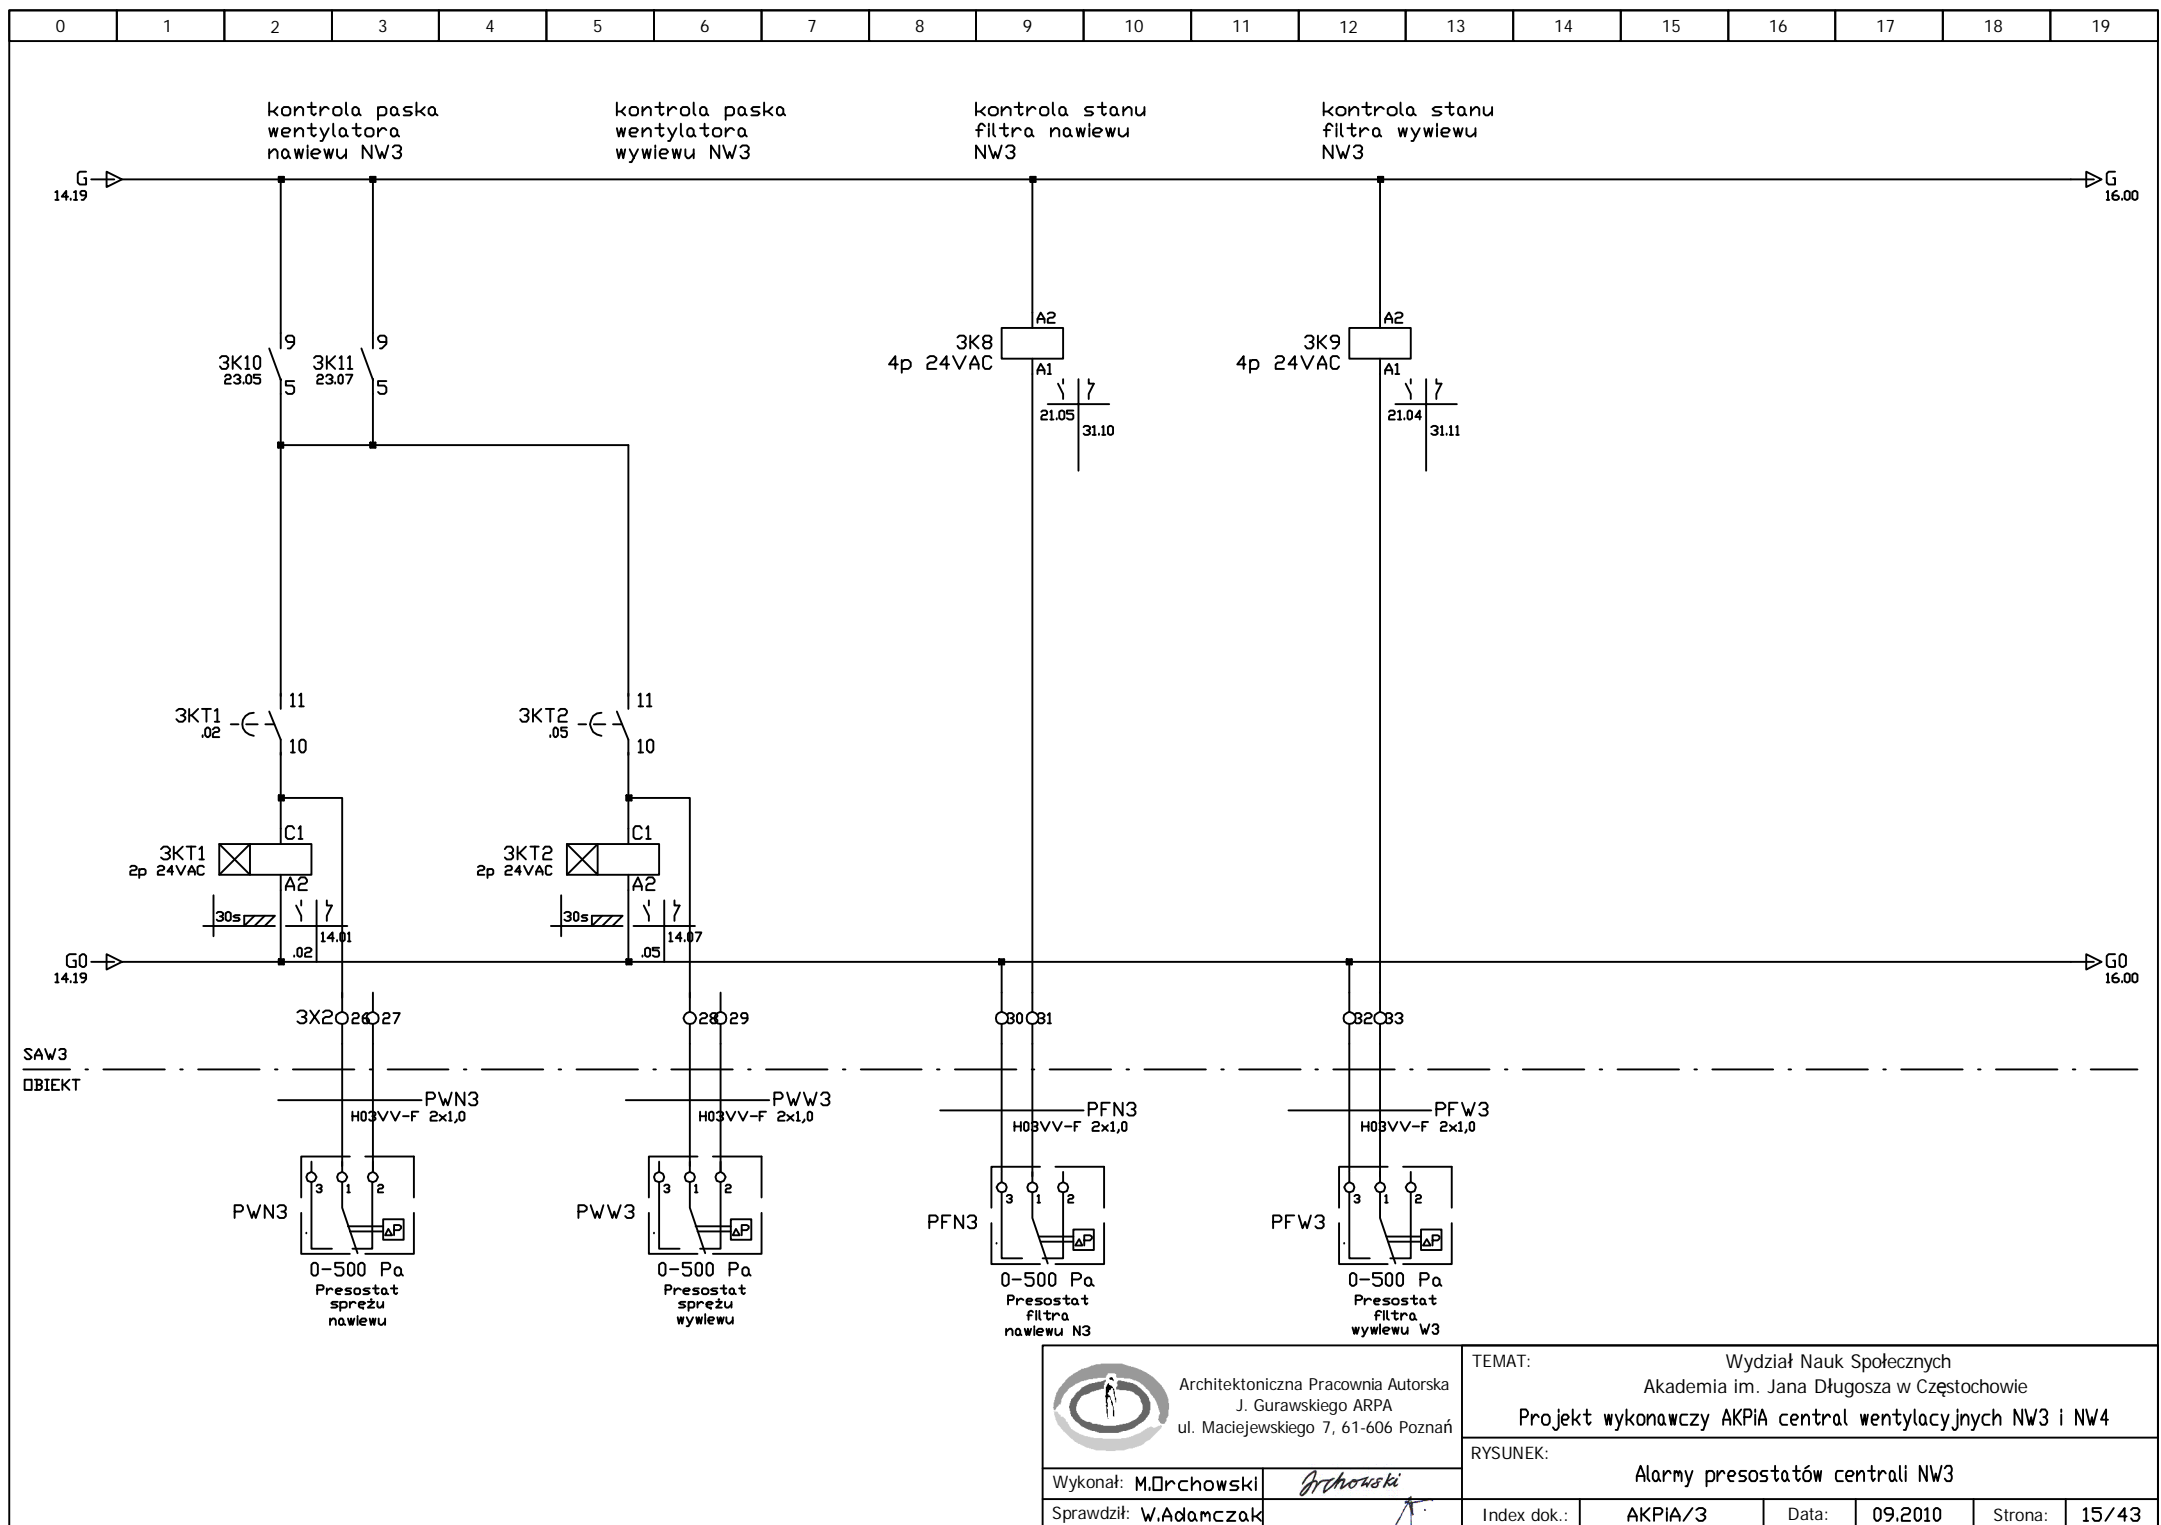 0 1 2 3 4 5 6 7 8 9 10 11 12 13 14 15 16 17 18 19
kontrola paska
wentylatora
nawiewu NW3
kontrola paska
wentylatora
wywiewu NW3
kontrola stanu
filtra nawiewu
NW3
kontrola stanu
filtra wywiewu
NW3
G
14.19
G
16.00
3K10
23.05
9
5
3K11
23.07
9
5
A2
3K8
4p 24VAC
A1
21.05
31.10
A2
3K9
4p 24VAC
A1
21.04
31.11
3KT1
.02
11
10
3KT2
.05
11
10
C1
3KT1
2p 24VAC
A2
30s
14.01
.02
C1
3KT2
2p 24VAC
A2
30s
14.07
.05
G0
14.19
G0
16.00
3X2 26 27 28 29 30 31 32 33
SAW3
OBIEKT
PWN3
H03VV-F 2x1,0
PWW3
H03VV-F 2x1,0
PFN3
H03VV-F 2x1,0
PFW3
H03VV-F 2x1,0
PWN3
3 1 2
ΔP
0-500 Pa
Presostat
sprężu
nawiewu
PWW3
3 1 2
ΔP
0-500 Pa
Presostat
sprężu
wywiewu
PFN3
3 1 2
ΔP
0-500 Pa
Presostat
filtra
nawiewu N3
PFW3
3 1 2
ΔP
0-500 Pa
Presostat
filtra
wywiewu W3
Architektoniczna Pracownia Autorska
J. Gurawskiego ARPA
ul. Maciejewskiego 7, 61-606 Poznań
TEMAT:
Wydział Nauk Społecznych
Akademia im. Jana Długosza w Częstochowie
Projekt wykonawczy AKPiA central wentylacyjnych NW3 i NW4
RYSUNEK:
Alarmy presostatów centrali NW3
Wykonał: M.Orchowski Orchowski
Sprawdził: W.Adamczak
Index dok.: AKPiA/3 Data: 09.2010 Strona: 15/43